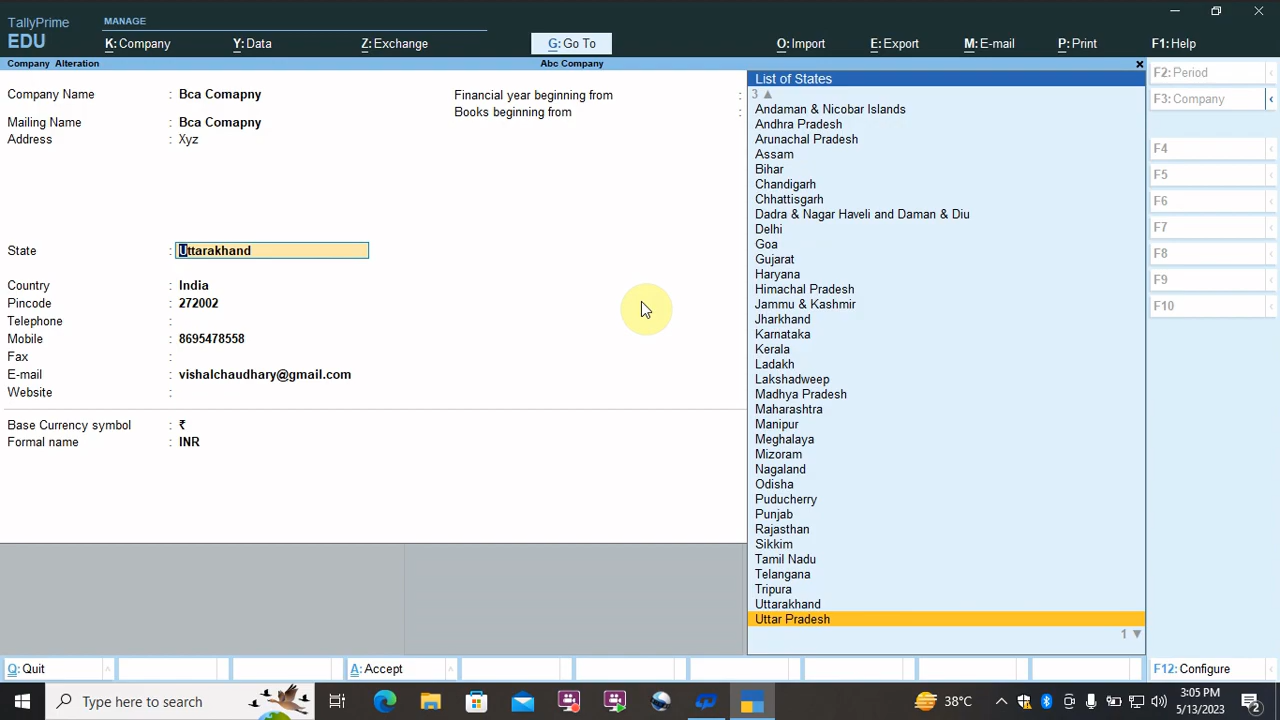 TallyPrime
EDU
MANAGE
K: Company
Y: Data
Z: Exchange
G: Go To
O: Import
E: Export
M: E-mail
P: Print
F1: Help
Company Alteration
Abc Company
Company Name : Bca Comapny
Mailing Name : Bca Comapny
Address : Xyz
State : Uttarakhand
Country : India
Pincode : 272002
Telephone :
Mobile : 8695478558
Fax :
E-mail : vishalchaudhary@gmail.com
Website :
Base Currency symbol : ₹
Formal name : INR
Financial year beginning from :
Books beginning from :
List of States
3 ▲
Andaman & Nicobar Islands
Andhra Pradesh
Arunachal Pradesh
Assam
Bihar
Chandigarh
Chhattisgarh
Dadra & Nagar Haveli and Daman & Diu
Delhi
Goa
Gujarat
Haryana
Himachal Pradesh
Jammu & Kashmir
Jharkhand
Karnataka
Kerala
Ladakh
Lakshadweep
Madhya Pradesh
Maharashtra
Manipur
Meghalaya
Mizoram
Nagaland
Odisha
Puducherry
Punjab
Rajasthan
Sikkim
Tamil Nadu
Telangana
Tripura
Uttarakhand
Uttar Pradesh
1 ▼
F2: Period
F3: Company
F4
F5
F6
F7
F8
F9
F10
Q: Quit
A: Accept
F12: Configure
Type here to search
38°C
3:05 PM
5/13/2023
2